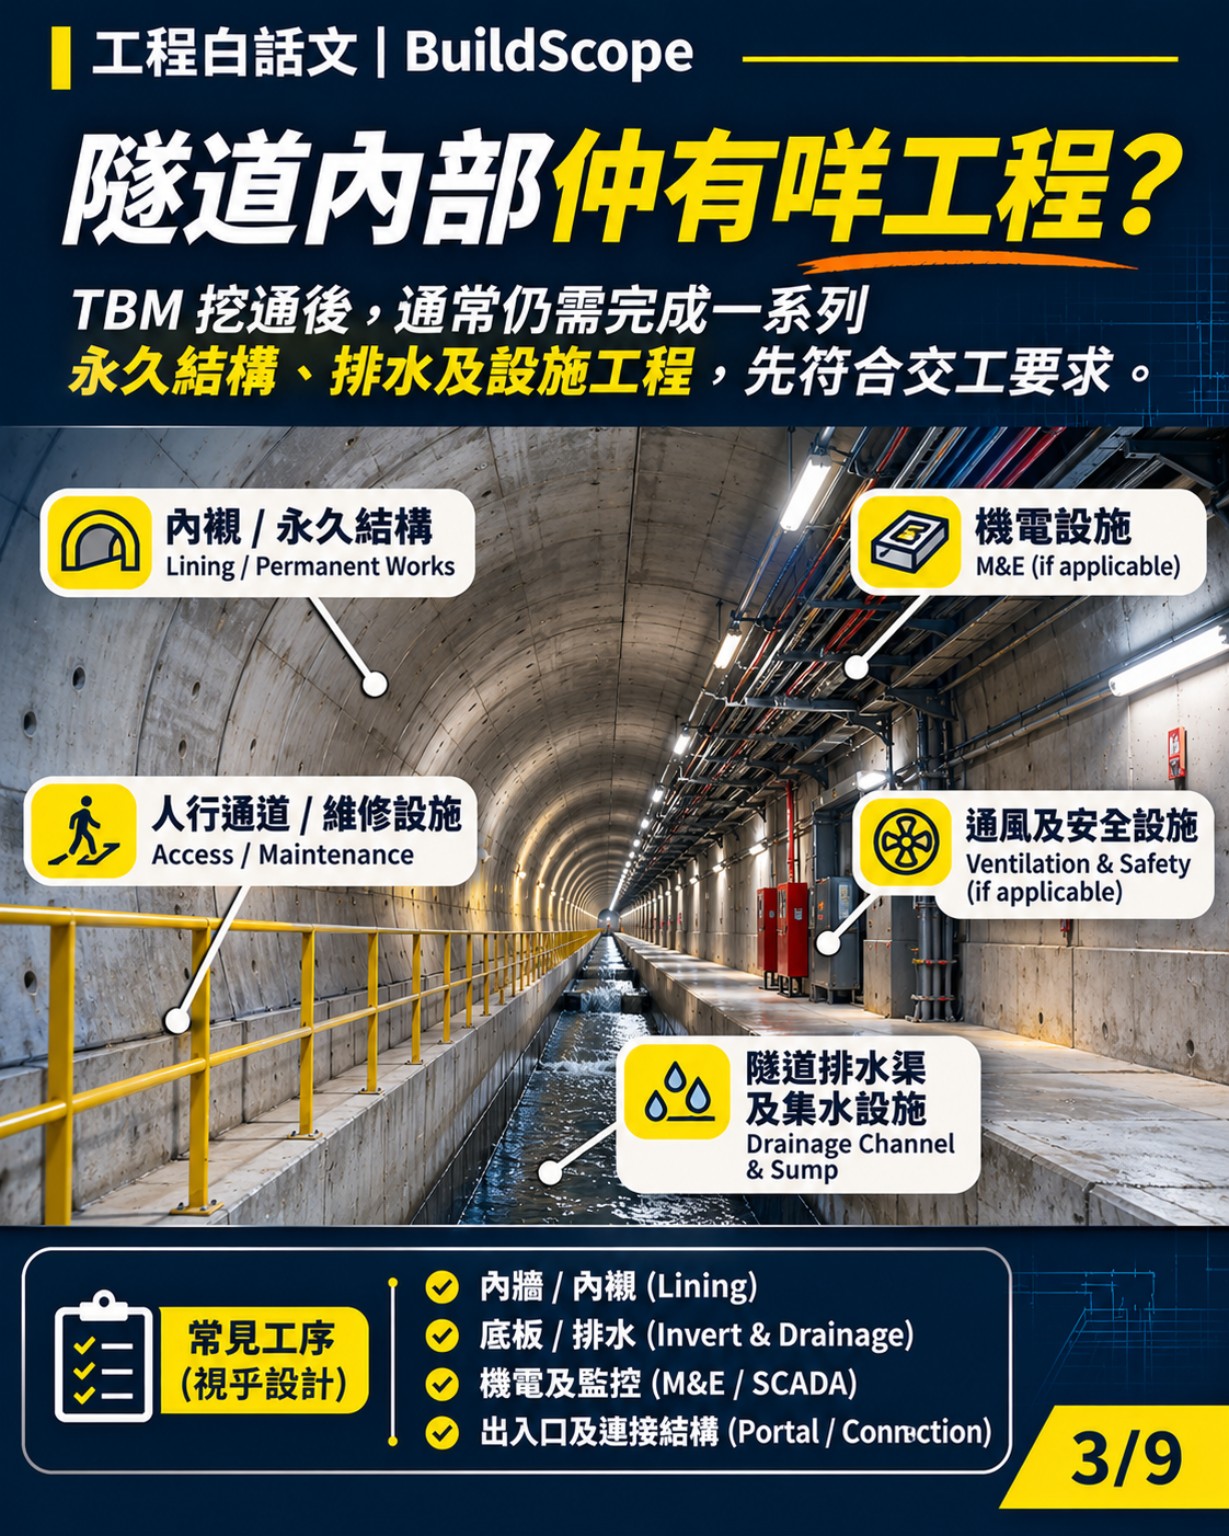 工程白話文 | BuildScope
隧道內部仲有咩工程？
TBM 挖通後，通常仍需完成一系列
永久結構、排水及設施工程，先符合交工要求。
內襯 / 永久結構
Lining / Permanent Works
機電設施
M&E (if applicable)
人行通道 / 維修設施
Access / Maintenance
通風及安全設施
Ventilation & Safety
(if applicable)
隧道排水渠
及集水設施
Drainage Channel
& Sump
常見工序
(視乎設計)
內牆 / 內襯 (Lining)
底板 / 排水 (Invert & Drainage)
機電及監控 (M&E / SCADA)
出入口及連接結構 (Portal / Connection)
3/9